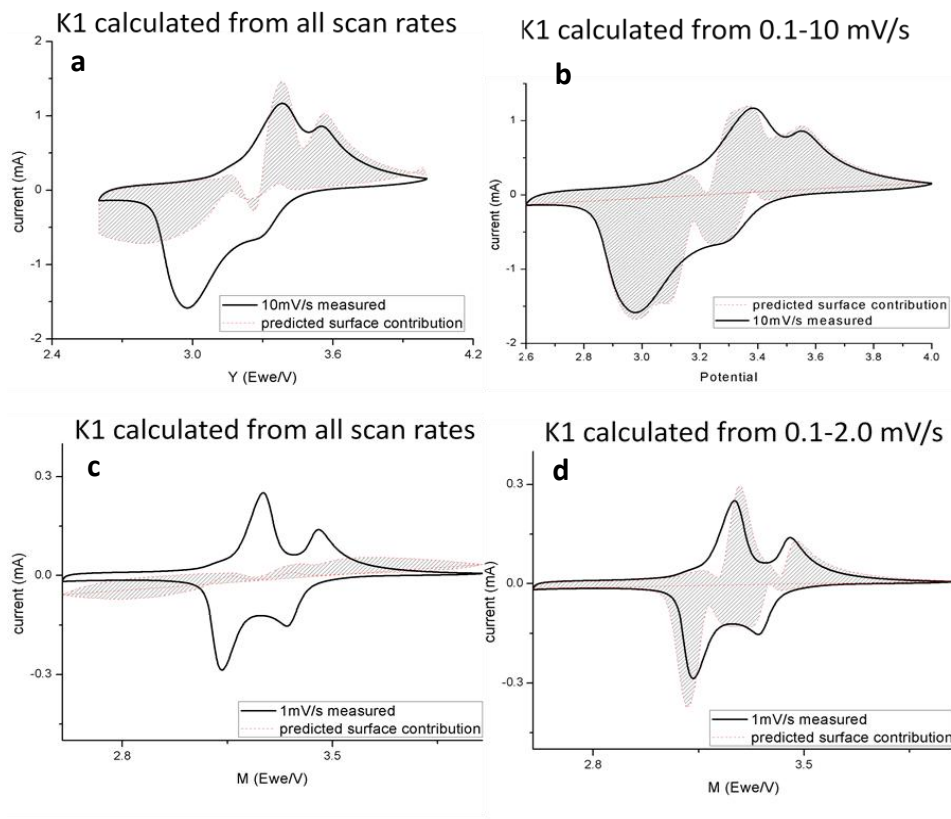 K1 calculated from all scan rates
a
2
1
0
-1
-2
current (mA)
10mV/s measured
predicted surface contribution
2.4
3.0
3.6
4.2
Y (Ewe/V)
K1 calculated from 0.1-10 mV/s
b
1
0
-1
-2
current (mA)
predicted surface contribution
10mV/s measured
2.6
2.8
3.0
3.2
3.4
3.6
3.8
4.0
Potential
K1 calculated from all scan rates
c
0.3
0.0
-0.3
current (mA)
1mV/s measured
predicted surface contribution
2.8
3.5
M (Ewe/V)
K1 calculated from 0.1-2.0 mV/s
d
0.3
0.0
-0.3
current (mA)
1mV/s measured
predicted surface contribution
2.8
3.5
M (Ewe/V)